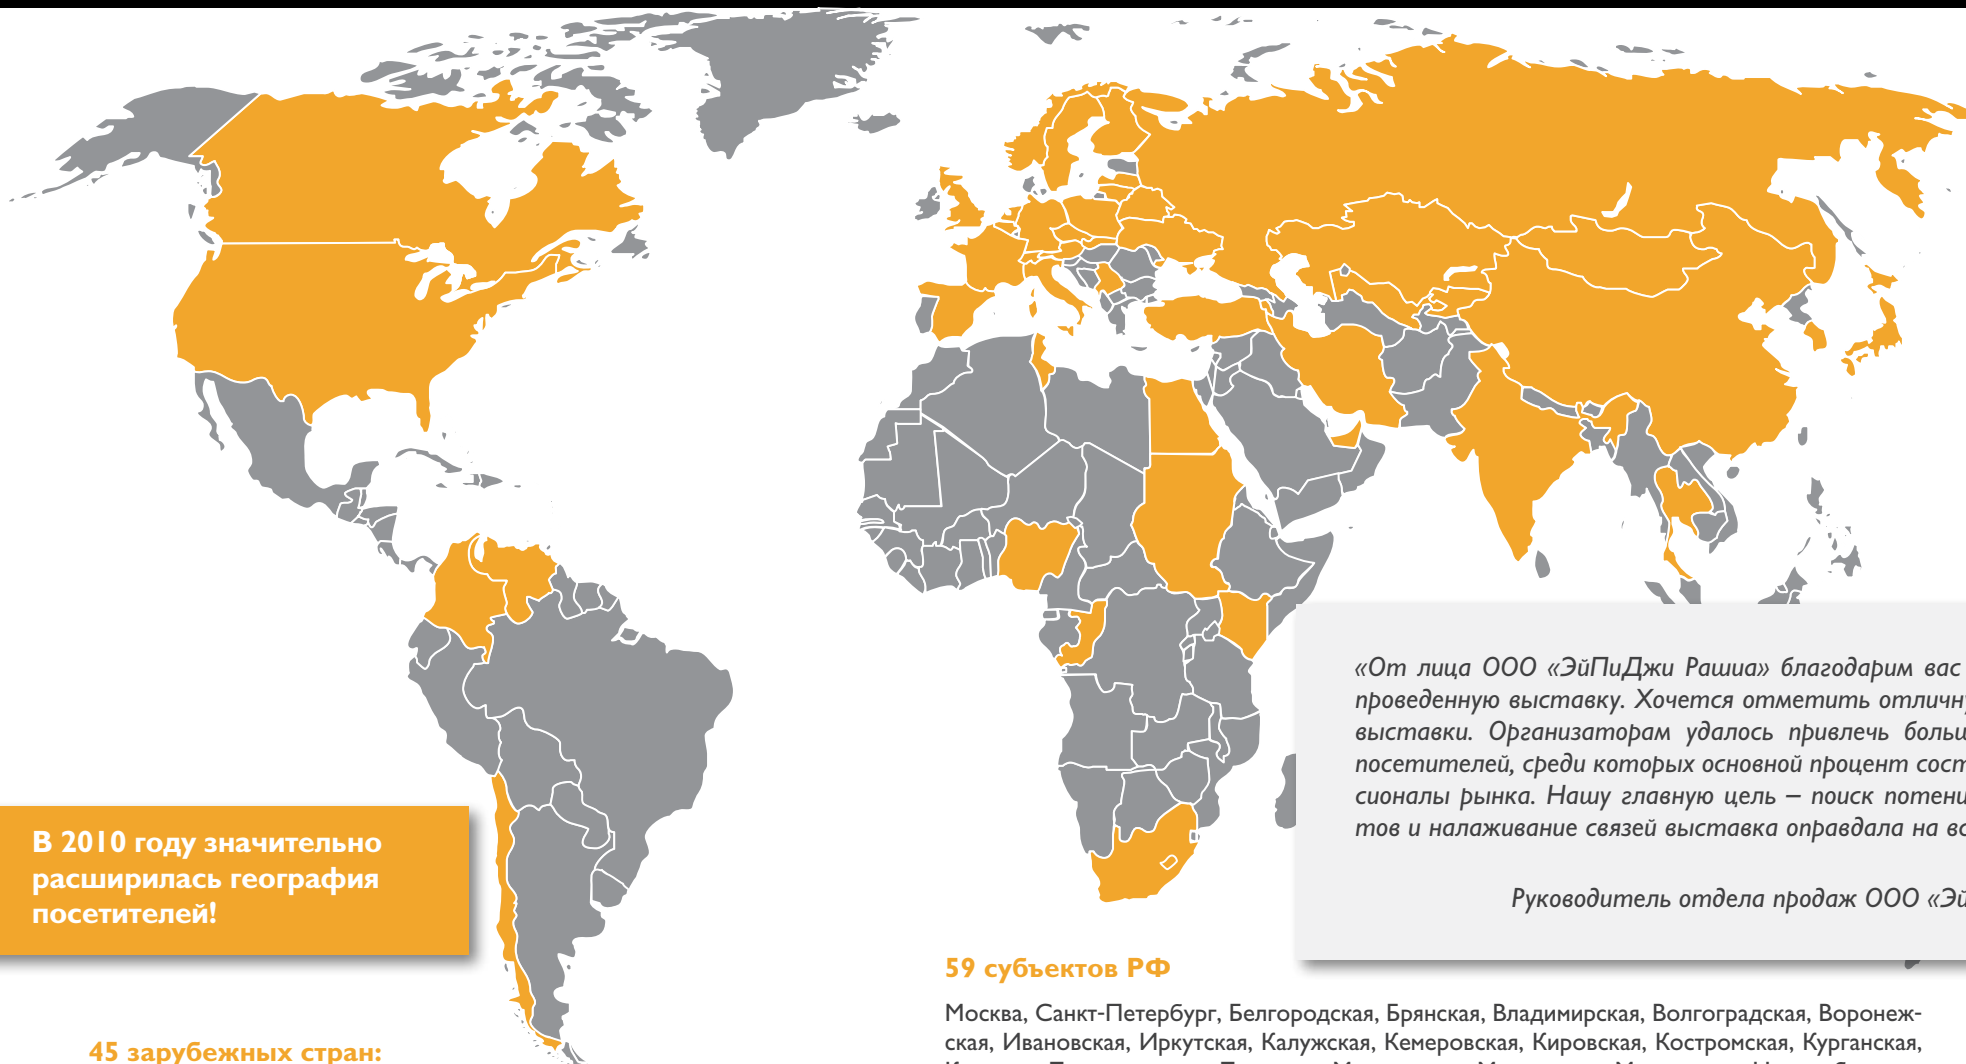 «От лица ООО «ЭйПиДжи Рашиа» благодарим вас
проведенную выставку. Хочется отметить отличну
выставки. Организаторам удалось привлечь больш
посетителей, среди которых основной процент сост
сионалы рынка. Нашу главную цель – поиск потенц
тов и налаживание связей выставка оправдала на вс
Руководитель отдела продаж ООО «Эй
В 2010 году значительно
расширилась география
посетителей!
45 зарубежных стран:
59 субъектов РФ
Москва, Санкт-Петербург, Белгородская, Брянская, Владимирская, Волгоградская, Воронеж-
ская, Ивановская, Иркутская, Калужская, Кемеровская, Кировская, Костромская, Курганская,